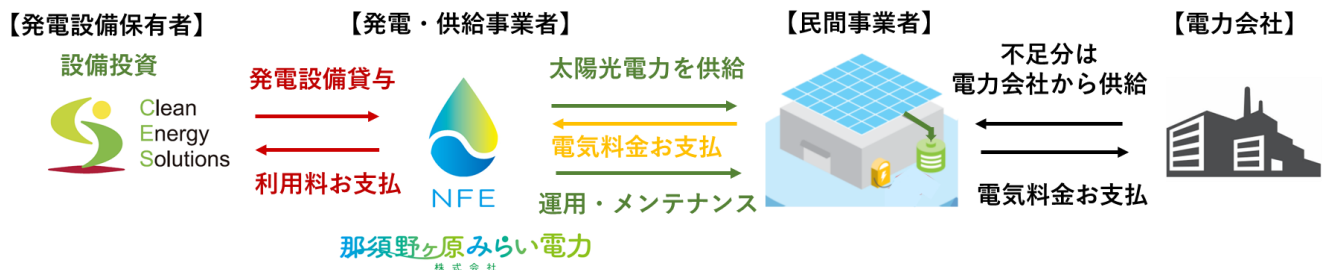 【発電設備保有者】
設備投資
Clean
Energy
Solutions
発電設備貸与
利用料お支払
【発電・供給事業者】
NFE
那須野ヶ原みらい電力
株式会社
太陽光電力を供給
電気料金お支払
運用・メンテナンス
【民間事業者】
不足分は
電力会社から供給
電気料金お支払
【電力会社】